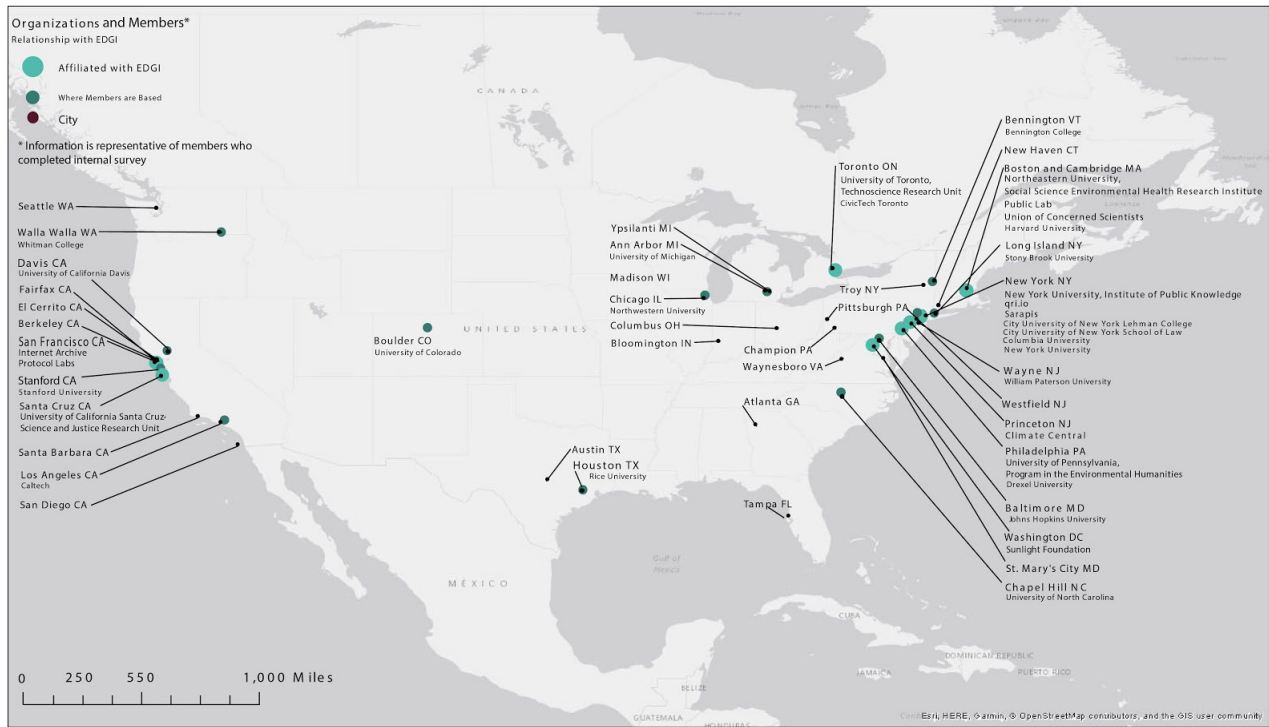 Organizations and Members*
Relationship with EDGI
Affiliated with EDGI
Where Members are Based
City
* Information is representative of members who
completed internal survey
CANADA
UNITED STATES
MÉXICO
Gulf of
Mexico
CUBA
DOMINICAN REPUBLIC
JAMAICA
PUERTO RICO
BELIZE
GUATEMALA
HONDURAS
Seattle WA
Walla Walla WA
Whitman College
Davis CA
University of California Davis
Fairfax CA
El Cerrito CA
Berkeley CA
San Francisco CA
Internet Archive
Protocol Labs
Stanford CA
Stanford University
Santa Cruz CA
University of California Santa Cruz
Science and Justice Research Unit
Santa Barbara CA
Los Angeles CA
Caltech
San Diego CA
Boulder CO
University of Colorado
Austin TX
Houston TX
Rice University
Ypsilanti MI
Ann Arbor MI
University of Michigan
Madison WI
Chicago IL
Northwestern University
Columbus OH
Bloomington IN
Toronto ON
University of Toronto,
Technoscience Research Unit
CivicTech Toronto
Troy NY
Pittsburgh PA
Champion PA
Waynesboro VA
Atlanta GA
Tampa FL
Bennington VT
Bennington College
New Haven CT
Boston and Cambridge MA
Northeastern University,
Social Science Environmental Health Research Institute
Public Lab
Union of Concerned Scientists
Harvard University
Long Island NY
Stony Brook University
New York NY
New York University, Institute of Public Knowledge
qri.io
Sarapis
City University of New York Lehman College
City University of New York School of Law
Columbia University
New York University
Wayne NJ
William Paterson University
Westfield NJ
Princeton NJ
Climate Central
Philadelphia PA
University of Pennsylvania,
Program in the Environmental Humanities
Drexel University
Baltimore MD
Johns Hopkins University
Washington DC
Sunlight Foundation
St. Mary's City MD
Chapel Hill NC
University of North Carolina
0 250 550 1,000 Miles
Esri, HERE, Garmin, © OpenStreetMap contributors, and the GIS user community